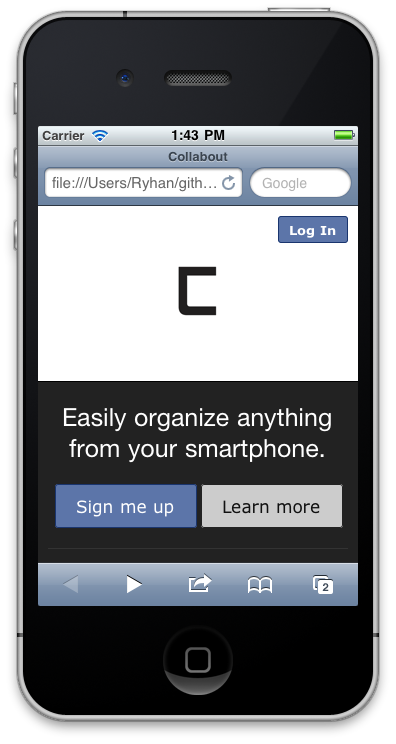 Carrier 1:43 PM
Collabout
file:///Users/Ryhan/gith... Google
Log In
C
Easily organize anything
from your smartphone.
Sign me up Learn more
2